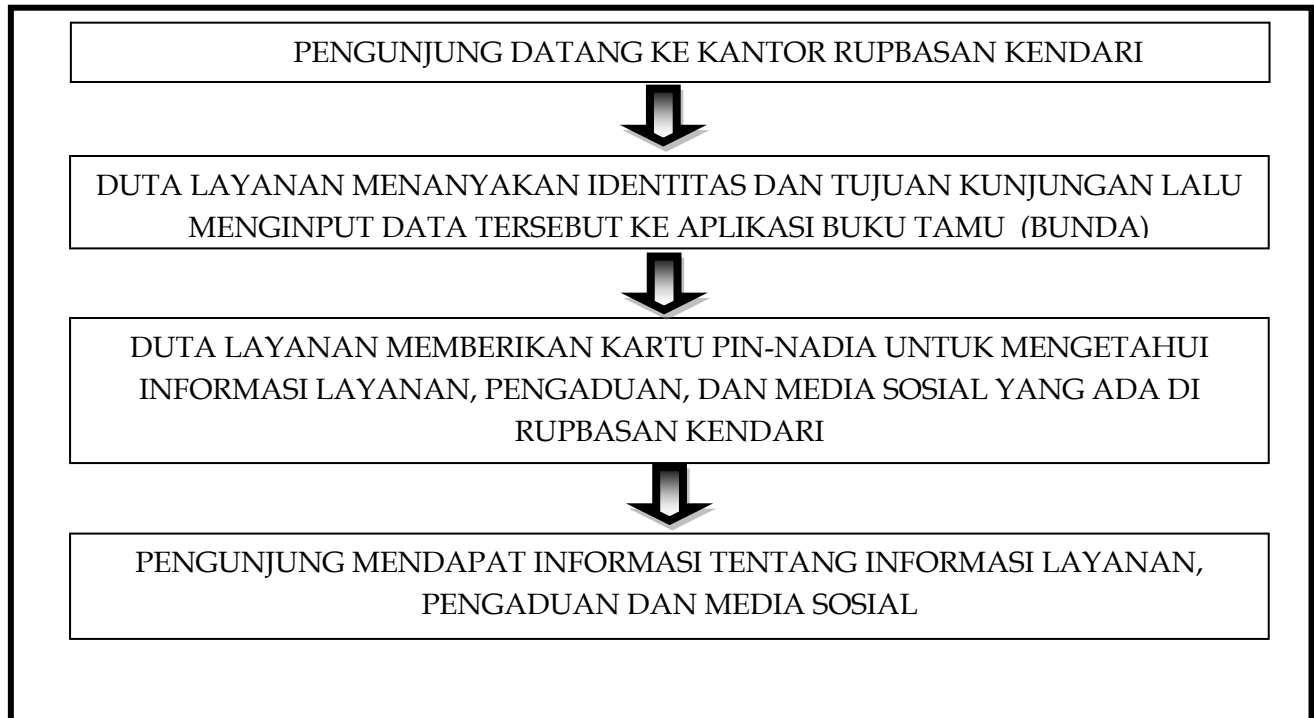 PENGUNJUNG DATANG KE KANTOR RUPBASAN KENDARI
DUTA LAYANAN MENANYAKAN IDENTITAS DAN TUJUAN KUNJUNGAN LALU
MENGINPUT DATA TERSEBUT KE APLIKASI BUKU TAMU (BUNDA)
DUTA LAYANAN MEMBERIKAN KARTU PIN-NADIA UNTUK MENGETAHUI
INFORMASI LAYANAN, PENGADUAN, DAN MEDIA SOSIAL YANG ADA DI
RUPBASAN KENDARI
PENGUNJUNG MENDAPAT INFORMASI TENTANG INFORMASI LAYANAN,
PENGADUAN DAN MEDIA SOSIAL